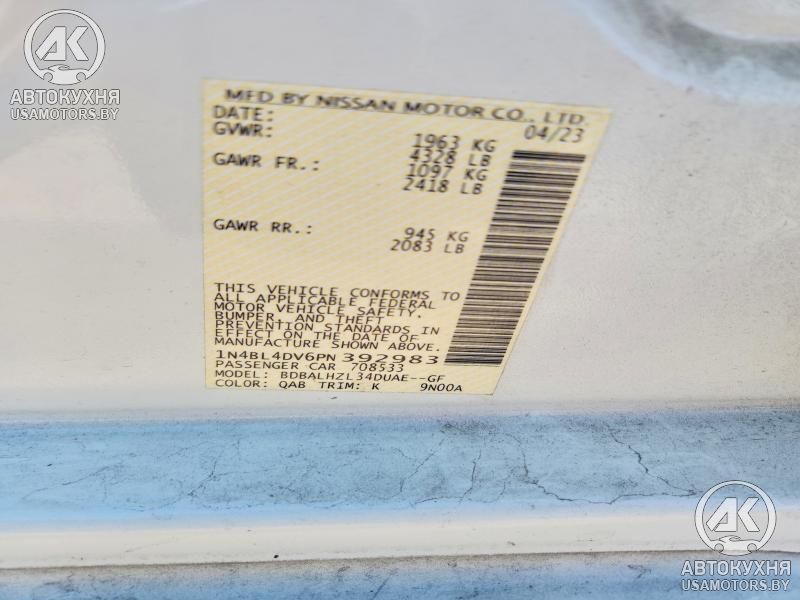 AK
АВТОКУХНЯ
USAMOTORS.BY
MFD BY NISSAN MOTOR CO., LTD.
DATE: 04/23
GVWR: 1963 KG
4328 LB
GAWR FR.: 1097 KG
2418 LB
GAWR RR.: 945 KG
2083 LB
THIS VEHICLE CONFORMS TO
ALL APPLICABLE FEDERAL
MOTOR VEHICLE SAFETY,
BUMPER, AND THEFT
PREVENTION STANDARDS IN
EFFECT ON THE DATE OF
MANUFACTURE SHOWN ABOVE.
1N4BL4DV6PN392983
PASSENGER CAR 708533
MODEL: BDBALHZL34DUAE--GF
COLOR: QAB TRIM: K 9N00A
AK
АВТОКУХНЯ
USAMOTORS.BY